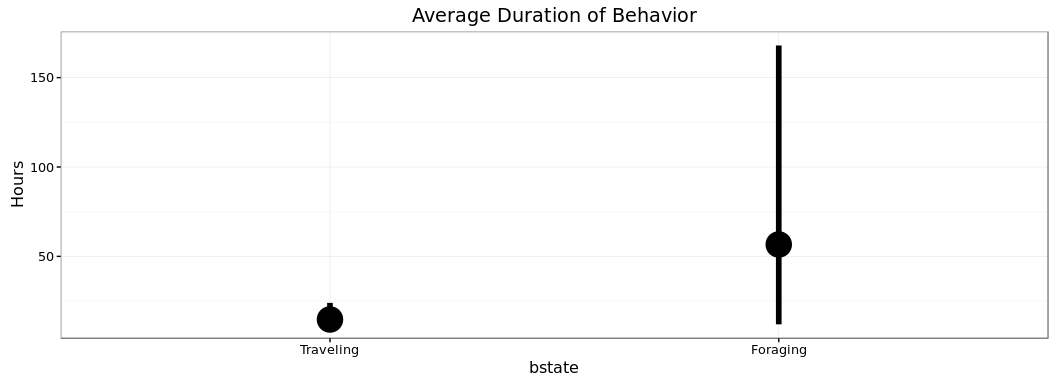 Average Duration of Behavior
Hours
150
100
50
Traveling
Foraging
bstate